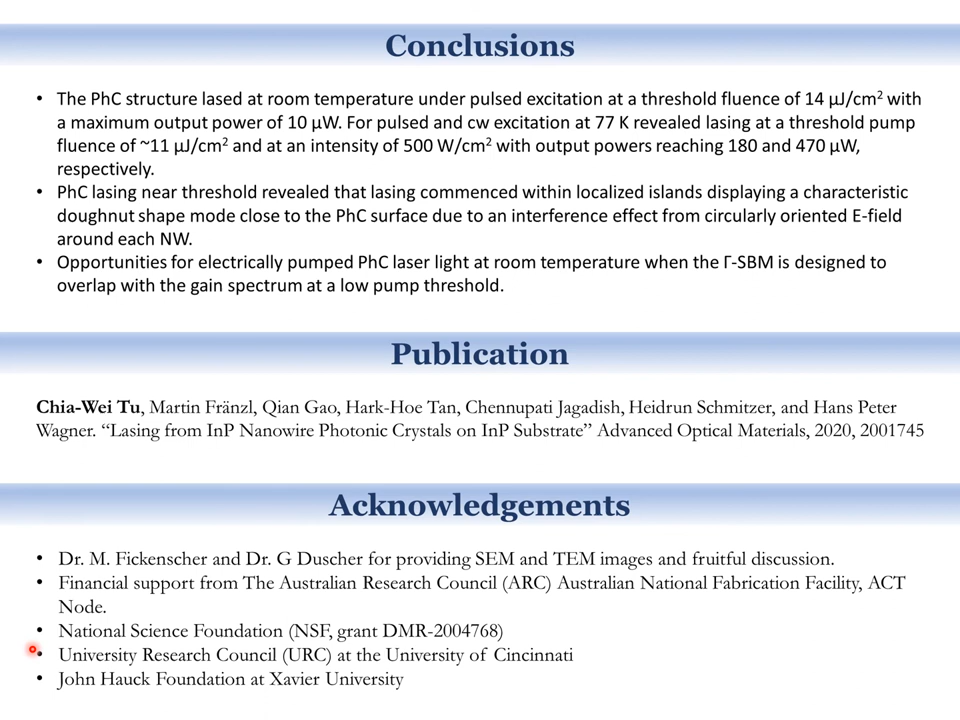 Conclusions
• The PhC structure lased at room temperature under pulsed excitation at a threshold fluence of 14 µJ/cm² with
a maximum output power of 10 µW. For pulsed and cw excitation at 77 K revealed lasing at a threshold pump
fluence of ~11 µJ/cm² and at an intensity of 500 W/cm² with output powers reaching 180 and 470 µW,
respectively.
• PhC lasing near threshold revealed that lasing commenced within localized islands displaying a characteristic
doughnut shape mode close to the PhC surface due to an interference effect from circularly oriented E-field
around each NW.
• Opportunities for electrically pumped PhC laser light at room temperature when the Γ-SBM is designed to
overlap with the gain spectrum at a low pump threshold.
Publication
Chia-Wei Tu, Martin Fränzl, Qian Gao, Hark-Hoe Tan, Chennupati Jagadish, Heidrun Schmitzer, and Hans Peter
Wagner. “Lasing from InP Nanowire Photonic Crystals on InP Substrate” Advanced Optical Materials, 2020, 2001745
Acknowledgements
• Dr. M. Fickenscher and Dr. G Duscher for providing SEM and TEM images and fruitful discussion.
• Financial support from The Australian Research Council (ARC) Australian National Fabrication Facility, ACT
Node.
• National Science Foundation (NSF, grant DMR-2004768)
• University Research Council (URC) at the University of Cincinnati
• John Hauck Foundation at Xavier University